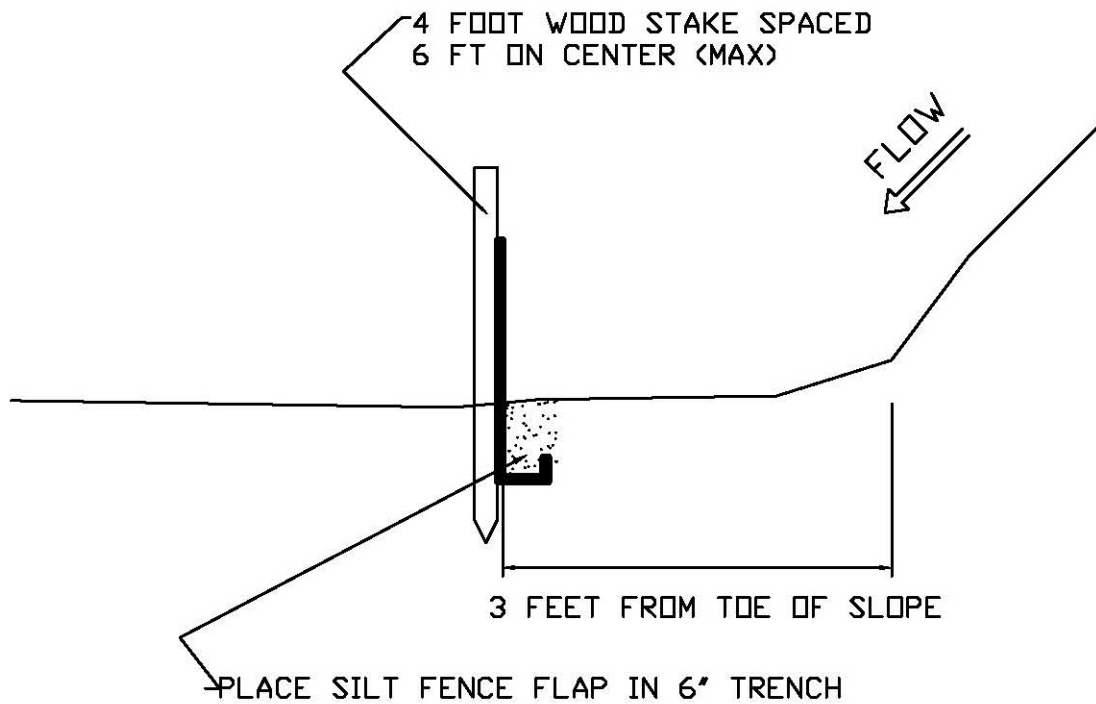 4 FOOT WOOD STAKE SPACED
6 FT ON CENTER (MAX)
FLOW
3 FEET FROM TOE OF SLOPE
PLACE SILT FENCE FLAP IN 6" TRENCH